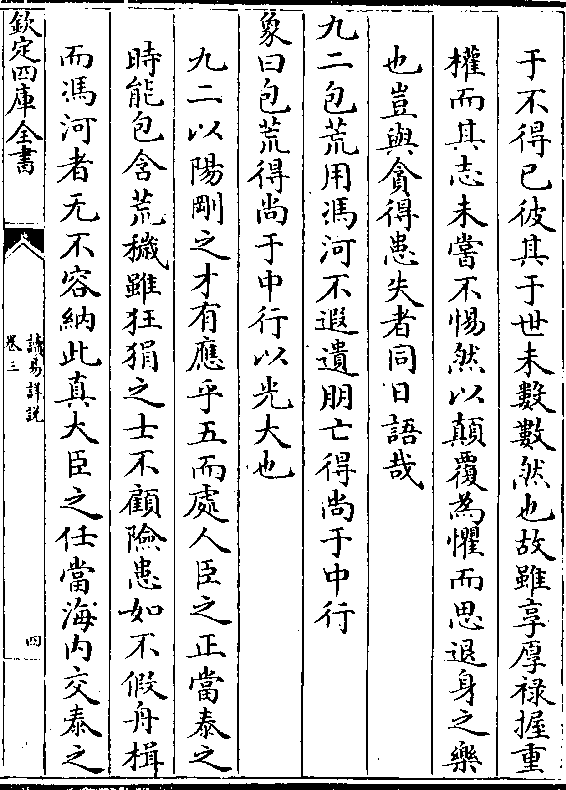 于不得已彼其于世未數數然也故雖享厚祿握重
權而其志未嘗不惕然以顛覆為懼而思退身之樂
也豈與貪得患失者同日語哉
九二包荒用馮河不遐遺朋亡得尚于中行
象曰包荒得尚于中行以光大也
九二以陽剛之才有應乎五而處人臣之正當泰之
時能包含荒穢雖狂狷之士不顧險患如不假舟楫
而馮河者无不容納此真大臣之任當海内交泰之
欽定四庫全書
讀易詳説
卷三
四